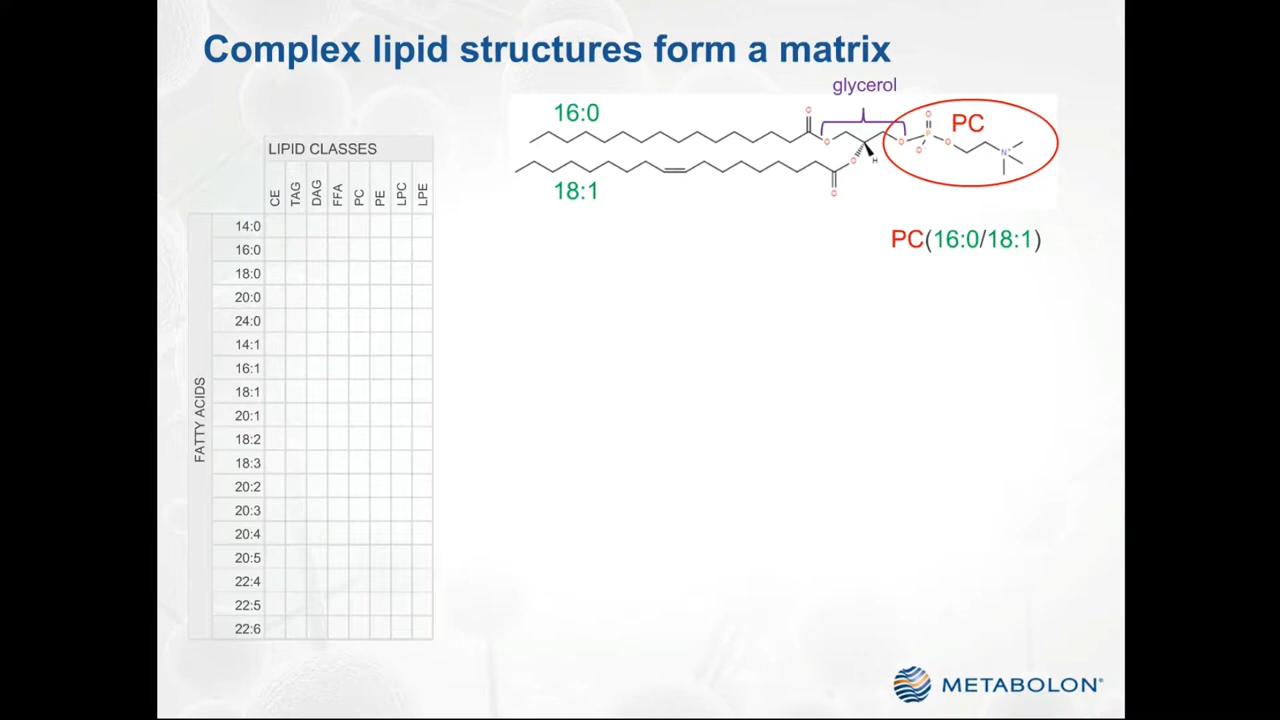 Complex lipid structures form a matrix
glycerol
16:0
PC
18:1
PC(16:0/18:1)
LIPID CLASSES
CE TAG DAG FFA PC PE LPC LPE
FATTY ACIDS
14:0
16:0
18:0
20:0
24:0
14:1
16:1
18:1
20:1
18:2
18:3
20:2
20:3
20:4
20:5
22:4
22:5
22:6
METABOLON®